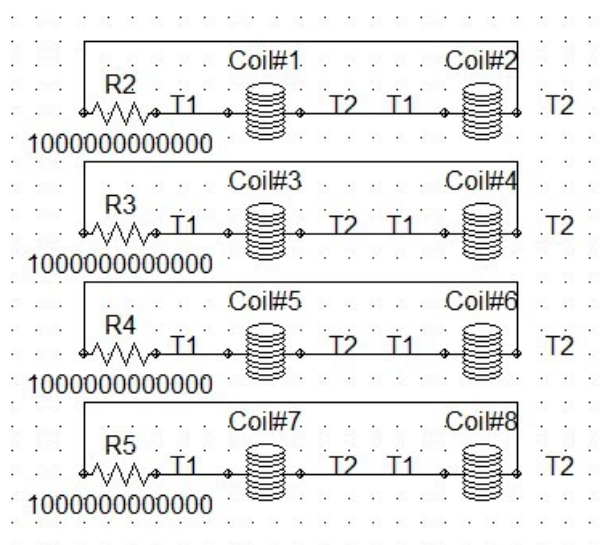 Coil#1 Coil#2
R2 T1 T2 T1 T2
1000000000000
Coil#3 Coil#4
R3 T1 T2 T1 T2
1000000000000
Coil#5 Coil#6
R4 T1 T2 T1 T2
1000000000000
Coil#7 Coil#8
R5 T1 T2 T1 T2
1000000000000